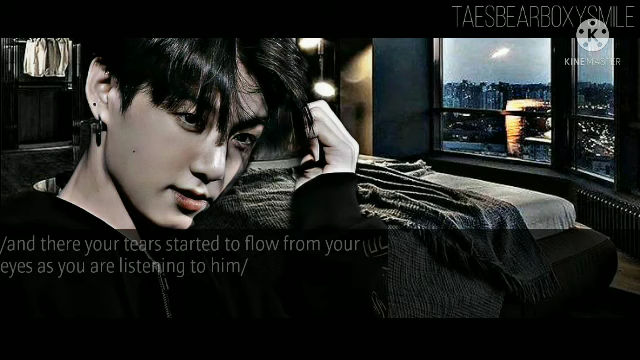 TAESBEARBOXYSMILE
K
KINEMASTER
/and there your tears started to flow from your
eyes as you are listening to him/